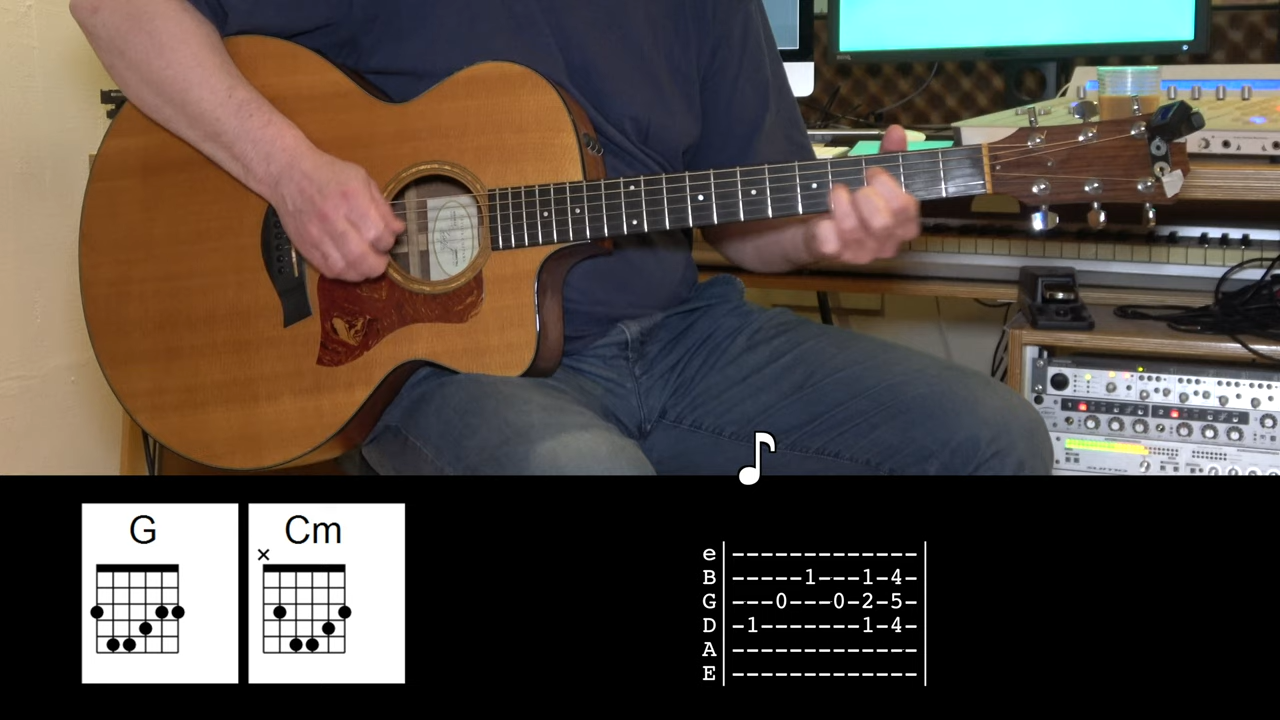 G
Cm
×
e|------------|
B|-----1---1-4-|
G|---0---0-2-5-|
D|-1-------1-4-|
A|------------|
E|------------|